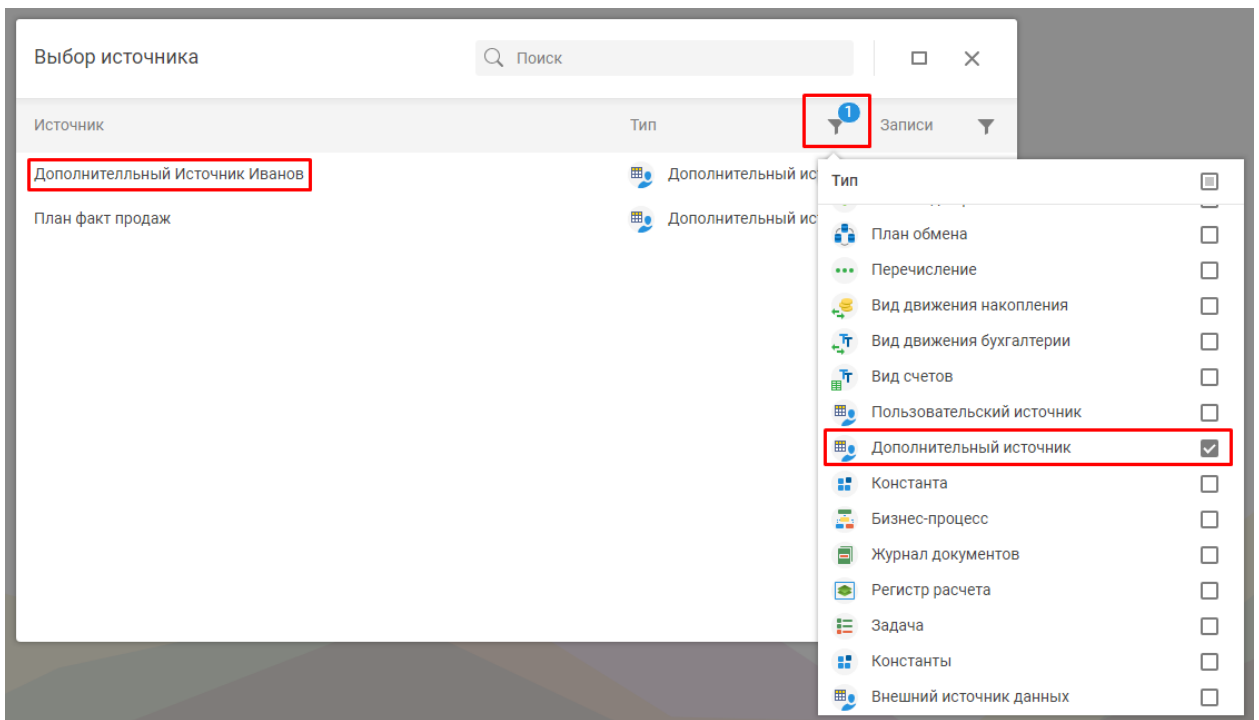 Выбор источника
Поиск
Источник
Тип
1
Записи
Дополнителльный Источник Иванов
Дополнительный ис
План факт продаж
Дополнительный ис
Тип
План обмена
Перечисление
Вид движения накопления
Вид движения бухгалтерии
Вид счетов
Пользовательский источник
Дополнительный источник
Константа
Бизнес-процесс
Журнал документов
Регистр расчета
Задача
Константы
Внешний источник данных